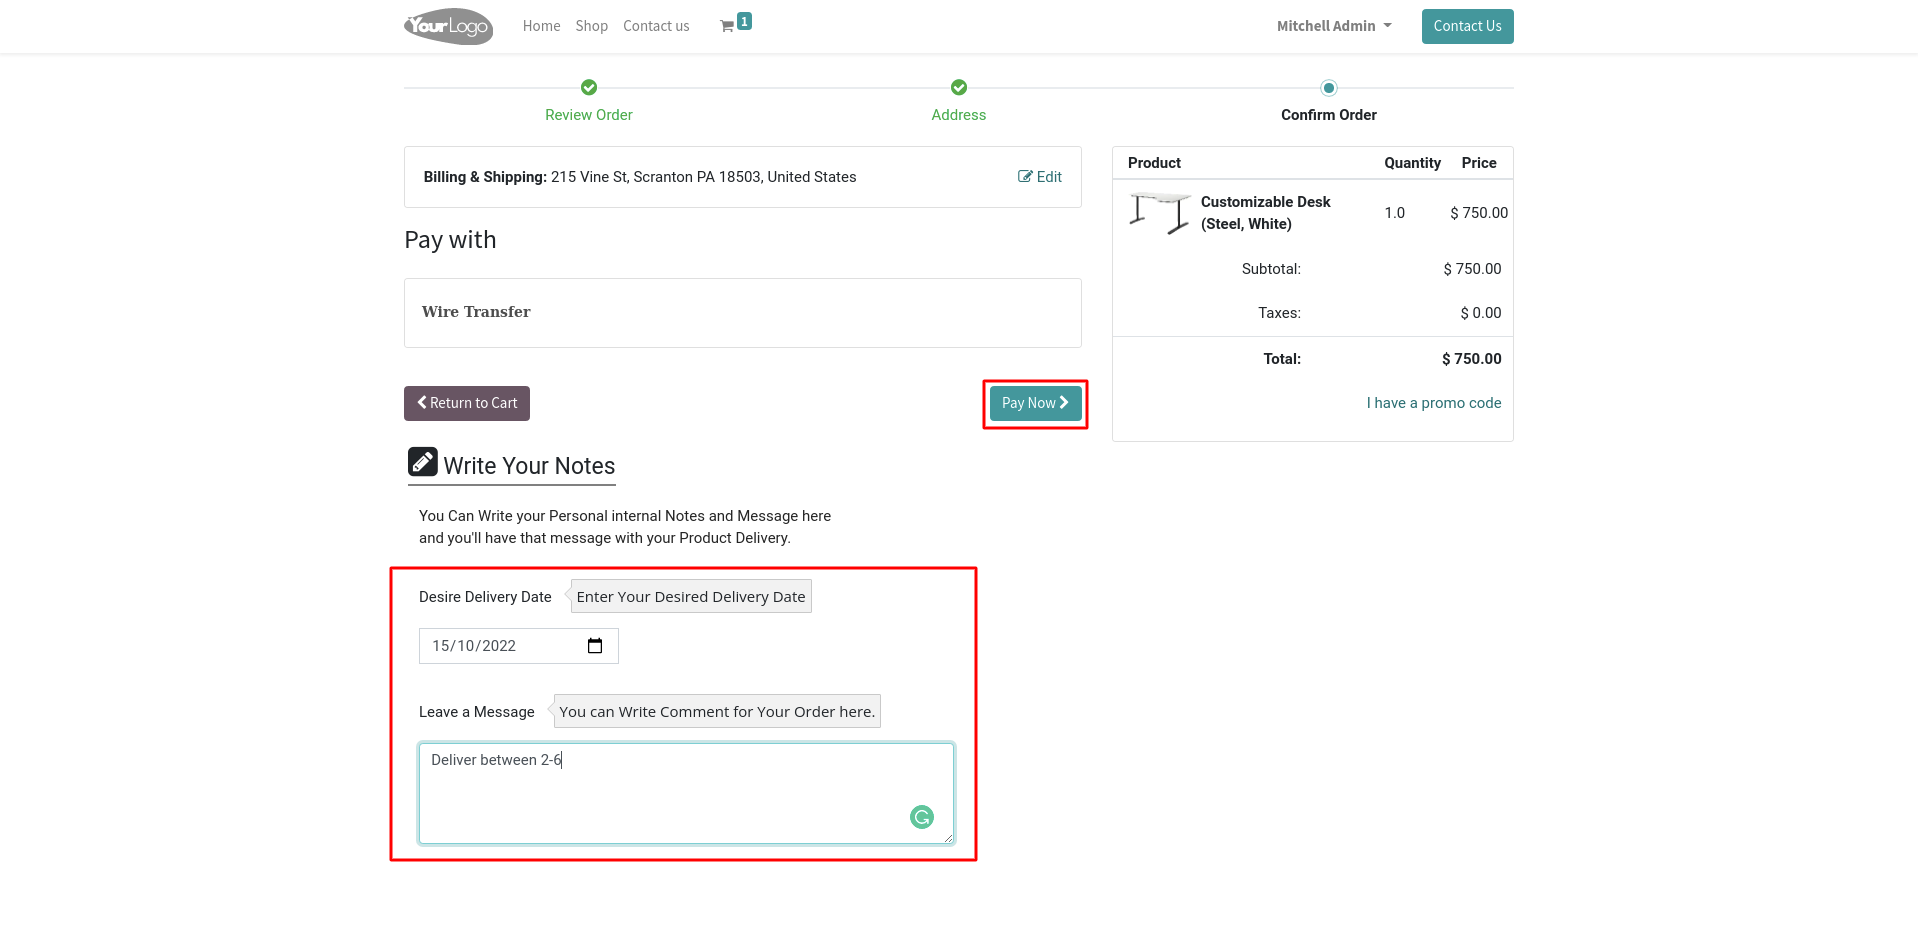 YourLogo
Home Shop Contact us 1
Mitchell Admin
Contact Us
Review Order
Address
Confirm Order
Billing & Shipping: 215 Vine St, Scranton PA 18503, United States
Edit
Pay with
Wire Transfer
Return to Cart
Pay Now
Product Quantity Price
Customizable Desk
(Steel, White)
1.0 $ 750.00
Subtotal: $ 750.00
Taxes: $ 0.00
Total: $ 750.00
I have a promo code
Write Your Notes
You Can Write your Personal internal Notes and Message here
and you'll have that message with your Product Delivery.
Desire Delivery Date Enter Your Desired Delivery Date
15/10/2022
Leave a Message You can Write Comment for Your Order here.
Deliver between 2-6